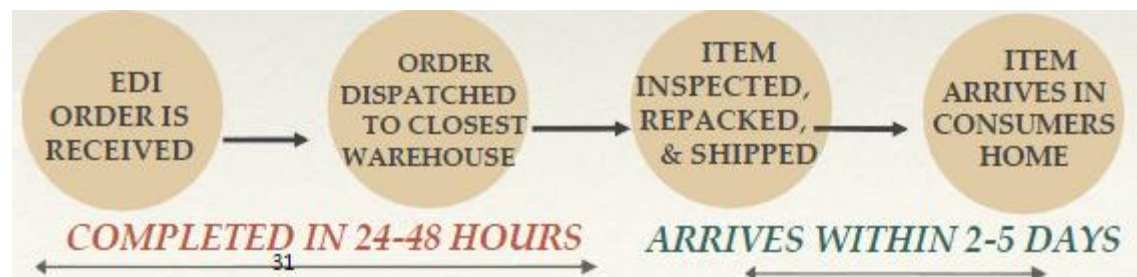 EDI
ORDER IS
RECEIVED
ORDER
DISPATCHED
TO CLOSEST
WAREHOUSE
ITEM
INSPECTED,
REPACKED,
& SHIPPED
ITEM
ARRIVES IN
CONSUMERS
HOME
COMPLETED IN 24-48 HOURS
ARRIVES WITHIN 2-5 DAYS
31